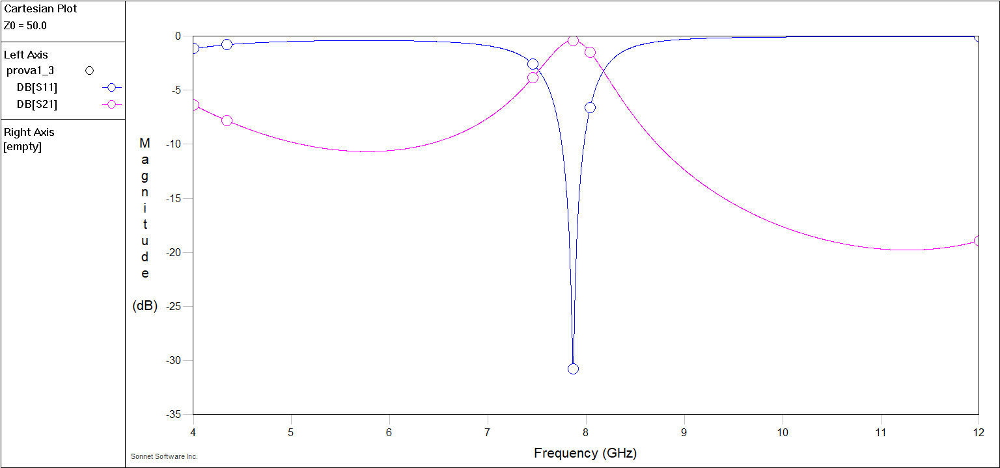 Cartesian Plot
Z0 = 50.0
Left Axis
prova1_3
DB[S11]
DB[S21]
Right Axis
[empty]
Magnitude
(dB)
0
-5
-10
-15
-20
-25
-30
-35
4 5 6 7 8 9 10 11 12
Frequency (GHz)
Sonnet Software Inc.